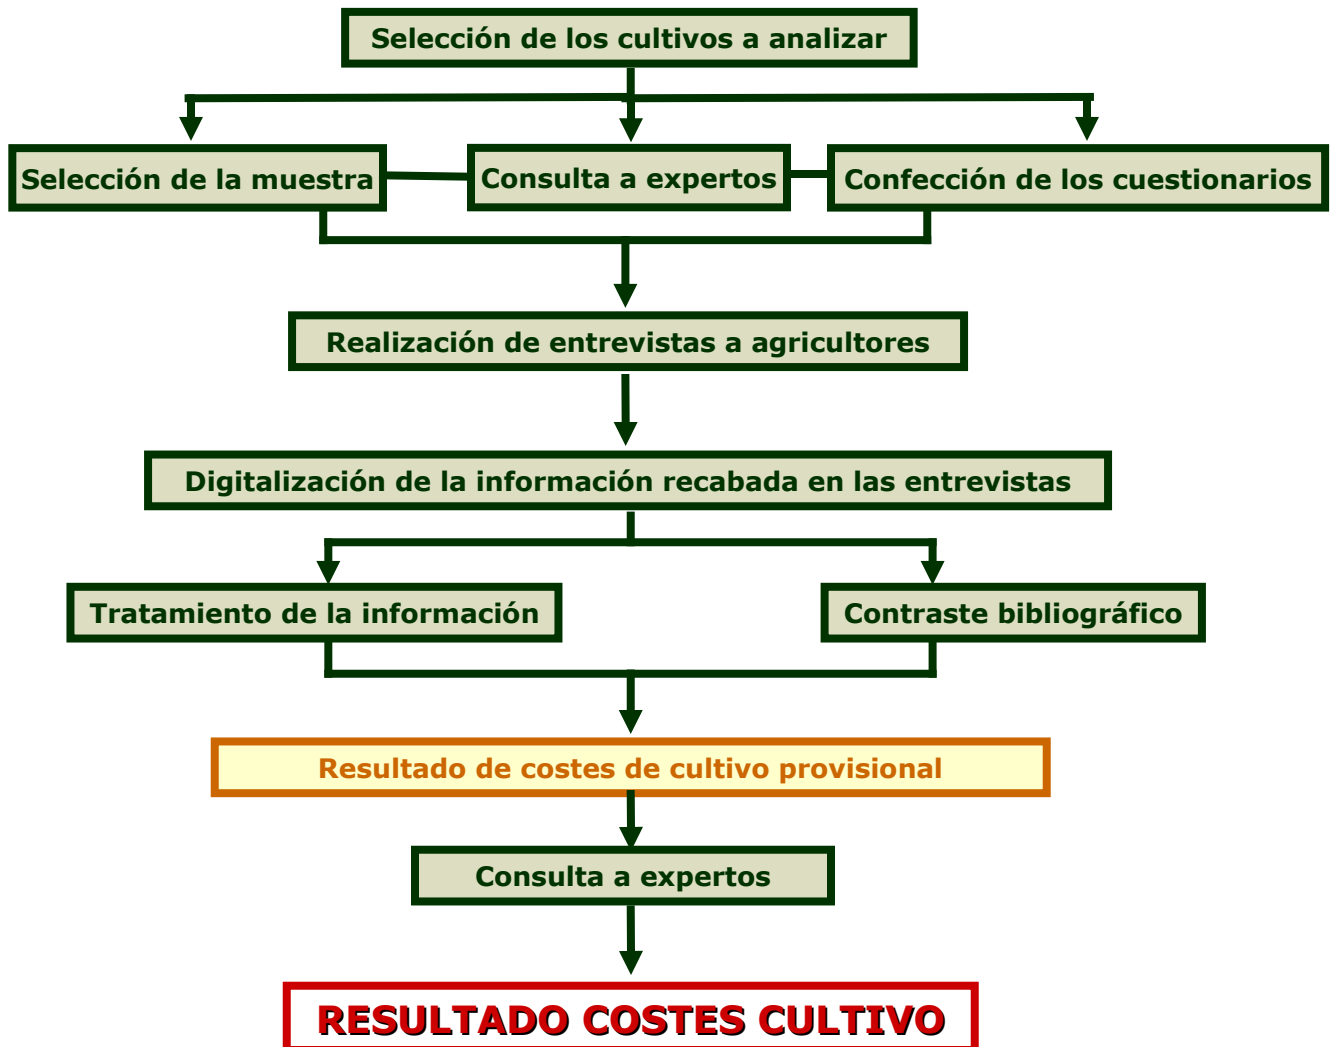 Selección de los cultivos a analizar
Selección de la muestra
Consulta a expertos
Confección de los cuestionarios
Realización de entrevistas a agricultores
Digitalización de la información recabada en las entrevistas
Tratamiento de la información
Contraste bibliográfico
Resultado de costes de cultivo provisional
Consulta a expertos
RESULTADO COSTES CULTIVO